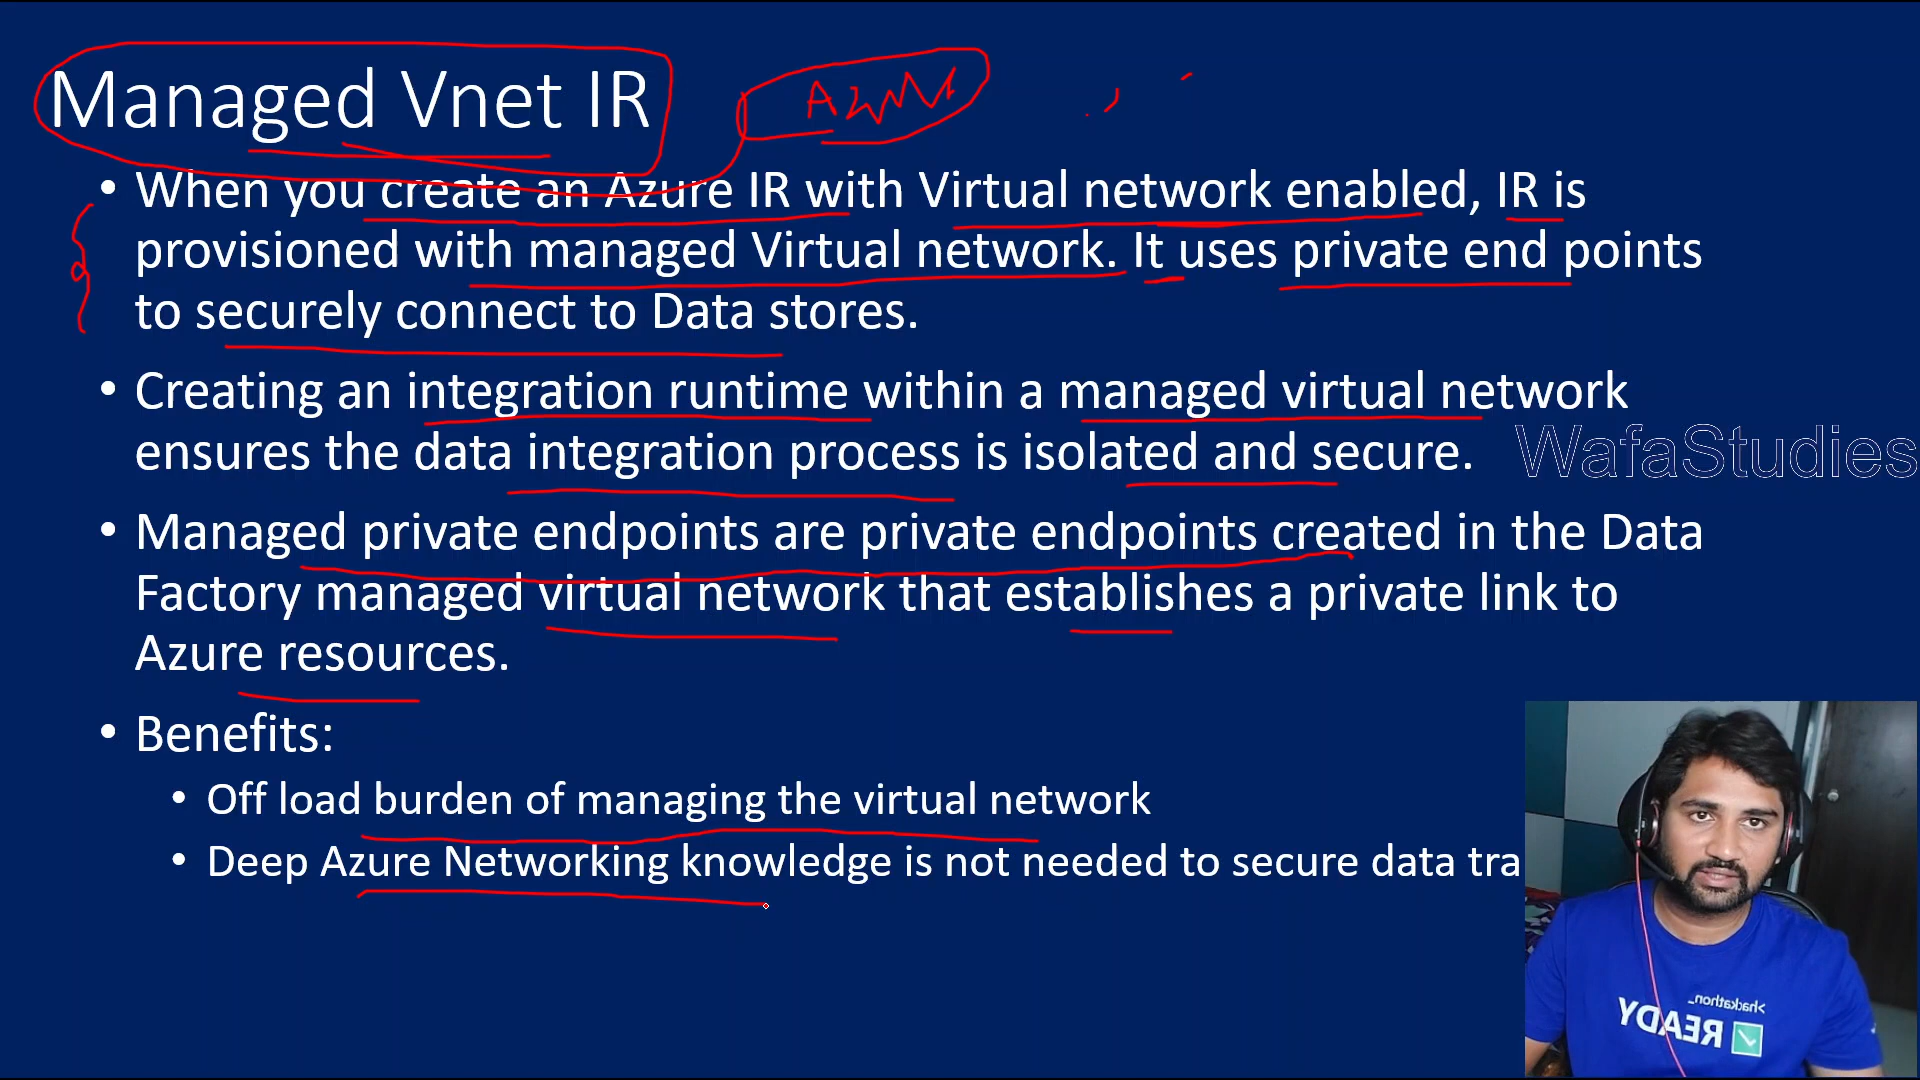 Managed Vnet IR
• When you create an Azure IR with Virtual network enabled, IR is
provisioned with managed Virtual network. It uses private end points
to securely connect to Data stores.
• Creating an integration runtime within a managed virtual network
ensures the data integration process is isolated and secure.
WafaStudies
• Managed private endpoints are private endpoints created in the Data
Factory managed virtual network that establishes a private link to
Azure resources.
• Benefits:
• Off load burden of managing the virtual network
• Deep Azure Networking knowledge is not needed to secure data tra
>hackathon_
READY